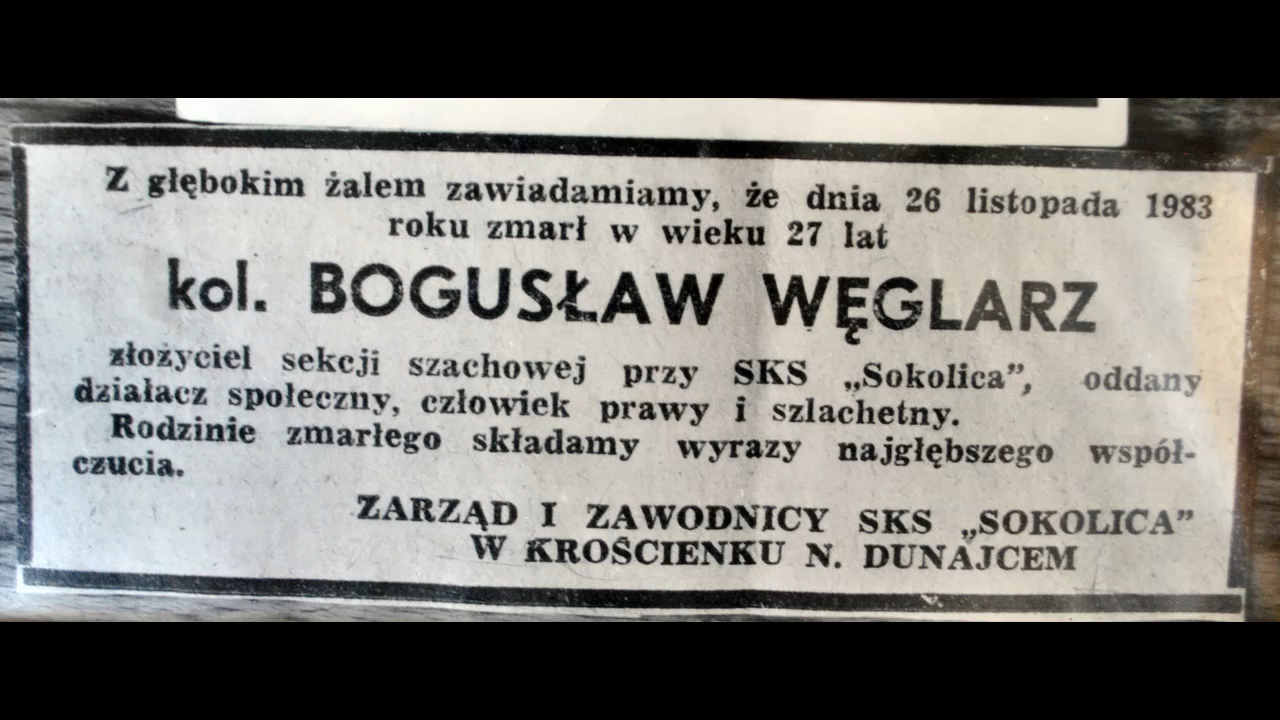 Z głębokim żalem zawiadamiamy, że dnia 26 listopada 1983
roku zmarł w wieku 27 lat
kol. BOGUSŁAW WĘGLARZ
złożyciel sekcji szachowej przy SKS „Sokolica”, oddany
działacz społeczny, człowiek prawy i szlachetny.
Rodzinie zmarłego składamy wyrazy najgłębszego współ-
czucia.
ZARZĄD I ZAWODNICY SKS „SOKOLICA”
W KROŚCIENKU N. DUNAJCEM